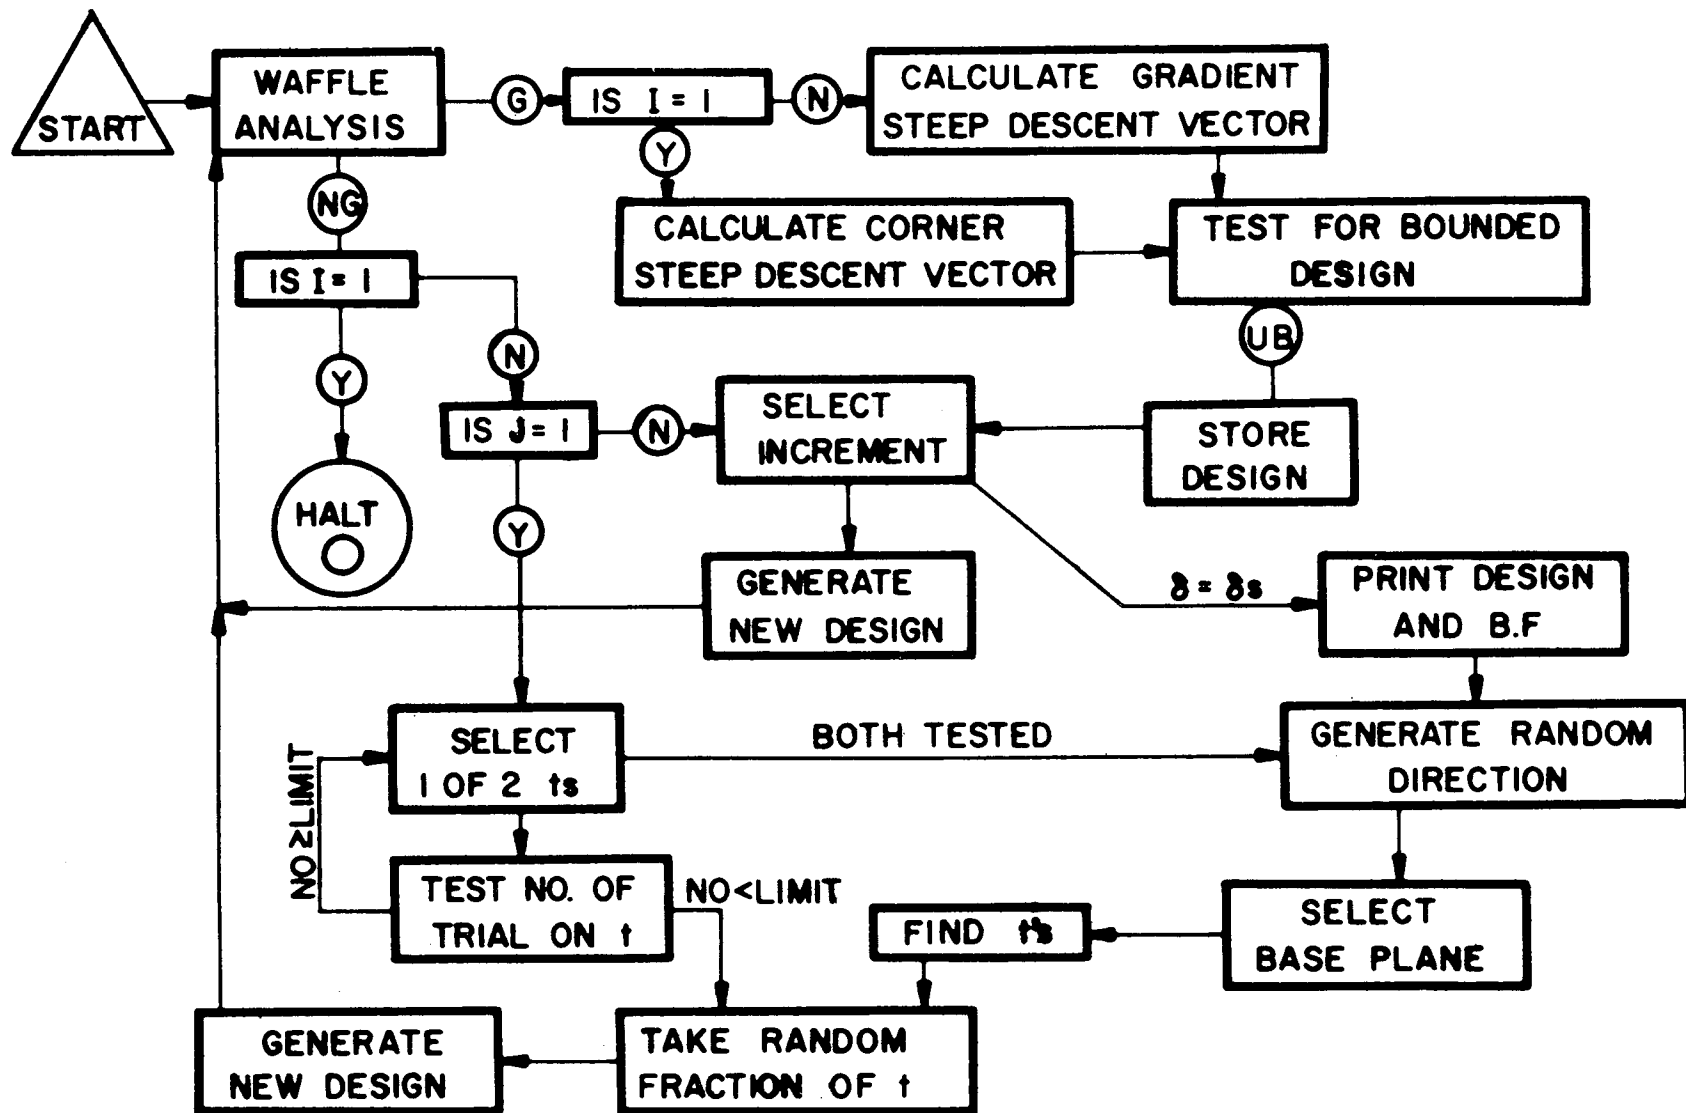 START
WAFFLE
ANALYSIS
G
IS I = 1
N
CALCULATE GRADIENT
STEEP DESCENT VECTOR
Y
NG
CALCULATE CORNER
STEEP DESCENT VECTOR
TEST FOR BOUNDED
DESIGN
IS I = 1
UB
N
Y
SELECT
INCREMENT
IS J = 1
N
STORE
DESIGN
HALT
Y
GENERATE
NEW DESIGN
δ = δs
PRINT DESIGN
AND B.F
SELECT
1 OF 2 ts
BOTH TESTED
GENERATE RANDOM
DIRECTION
NO≥LIMIT
TEST NO. OF
TRIAL ON t
NO<LIMIT
FIND t's
SELECT
BASE PLANE
GENERATE
NEW DESIGN
TAKE RANDOM
FRACTION OF t